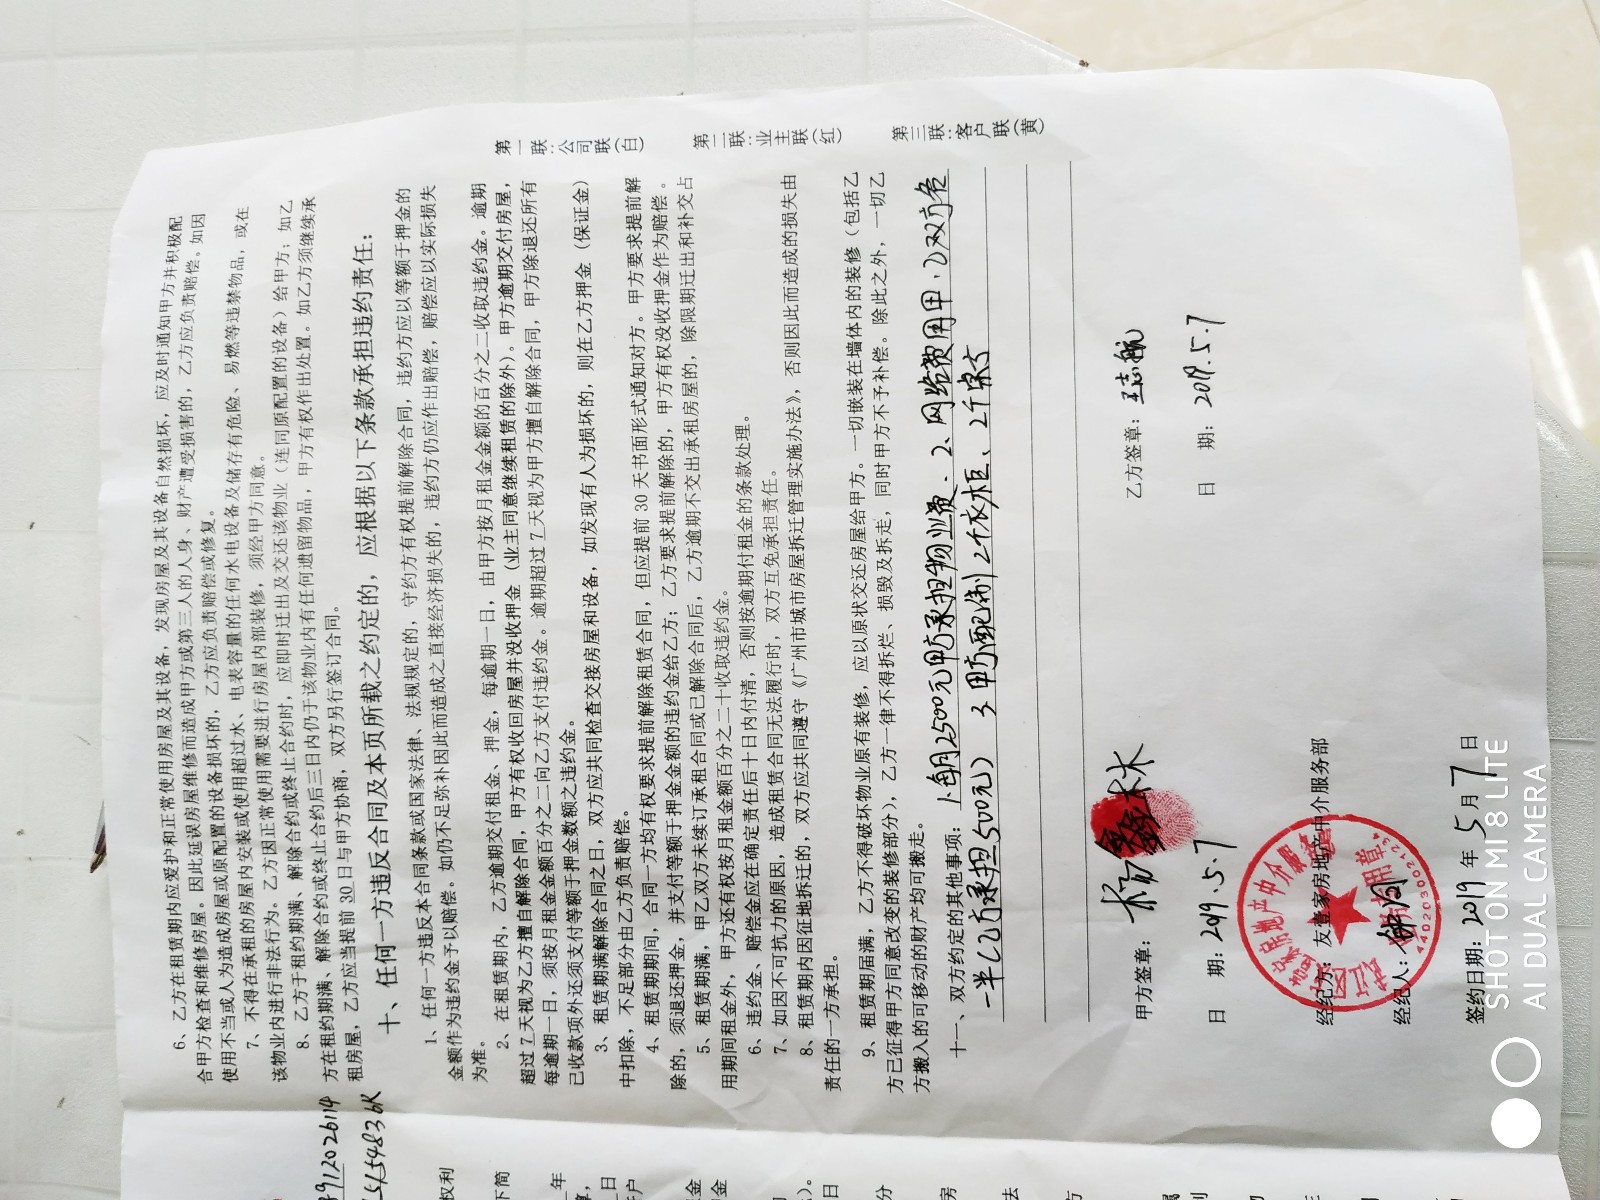 6、乙方在租赁期内应爱护和正常使用房屋及其设备，发现房屋及其设备自然损坏，应及时通知甲方并积极配
合甲方检查和维修房屋。因此延误房屋维修而造成甲方或第三人的人身、财产遭受损害的，乙方应负责赔偿。如因
使用不当或人为造成房屋或原配置的设备损坏的，乙方应负责赔偿或修复。
7、不得在承租的房屋内安装或使用超过水、电表容量的任何水电设备及储存有危险、易燃等违禁物品，或在
该物业内进行非法行为。乙方因正常使用需要进行房屋内部装修，须经甲方同意。
8、乙方于租约期满、解除合约或终止合约时，应即时迁出及交还该物业（连同原配置的设备）给甲方；如乙
方在租约期满、解除合约或终止合约后三日内仍于该物业内有任何遗留物品，甲方有权作出处置。如乙方须继续承
租房屋，乙方应当提前30日与甲方协商，双方另行签订合同。
十、任何一方违反合同及本页所载之约定的，应根据以下条款承担违约责任：
1、任何一方违反本合同条款或国家法律、法规规定的，守约方有权提前解除合同，违约方应以等额于押金的
金额作为违约金予以赔偿。如仍不足弥补因此而造成之直接经济损失的，违约方仍应作出赔偿，赔偿应以实际损失
为准。
2、在租赁期内，乙方逾期交付租金、押金，每逾期一日，由甲方按月租金金额的百分之二收取违约金。逾期
超过7天视为乙方擅自解除合同，甲方有权收回房屋并没收押金（业主同意继续租赁的除外）。甲方逾期交付房屋，
每逾期一日，须按月租金金额百分之二向乙方支付违约金。逾期超过7天视为甲方擅自解除合同，甲方除退还所有
已收款项外还须支付等额于押金数额之违约金。
3、租赁期满解除合同之日，双方应共同检查交接房屋和设备，如发现有人为损坏的，则在乙方押金（保证金）
中扣除，不足部分由乙方负责赔偿。
4、租赁期期间，合同一方均有权要求提前解除租赁合同，但应提前30天书面形式通知对方。甲方要求提前解
除的，须退还押金，并支付等额于押金金额的违约金给乙方；乙方要求提前解除的，甲方有权没收押金作为赔偿。
5、租赁期满，甲乙双方未续订承租合同或已解除合同后，乙方逾期不交出承租房屋的，除限期迁出和补交占
用期间租金外，甲方还有权按月租金额百分之二十收取违约金。
6、违约金、赔偿金应在确定责任后十日内付清，否则按逾期付租金的条款处理。
7、如因不可抗力的原因，造成租赁合同无法履行时，双方互免承担责任。
8、租赁期内因征地拆迁的，双方应共同遵守《广州市城市房屋拆迁管理实施办法》，否则因此而造成的损失由
责任的一方承担。
9、租赁期届满，乙方不得破坏物业原有装修，应以原状交还房屋给甲方。一切嵌装在墙体内的装修（包括乙
方已征得甲方同意改变的装修部分），乙方一律不得拆烂、损毁及拆走，同时甲方不予补偿。除此之外，一切乙
方搬入的可移动的财产均可搬走。
十一、双方约定的其他事项：1、每月2500元甲方承担物业费、2、网络费用甲、乙双方各
一半（乙方承担500元）3、甲方配制2个衣柜、2个床
第一联：公司联（白）
第二联：业主联（红）
第三联：客户联（黄）
甲方签章：杨鑫林
乙方签章：王志航
日 期：2019.5.7
日 期：2019.5.7
经纪方：友壹家房地产中介服务部
经纪人：
签约日期：2019年5月7日
4402030021
SHOT ON MI 8 LITE
AI DUAL CAMERA